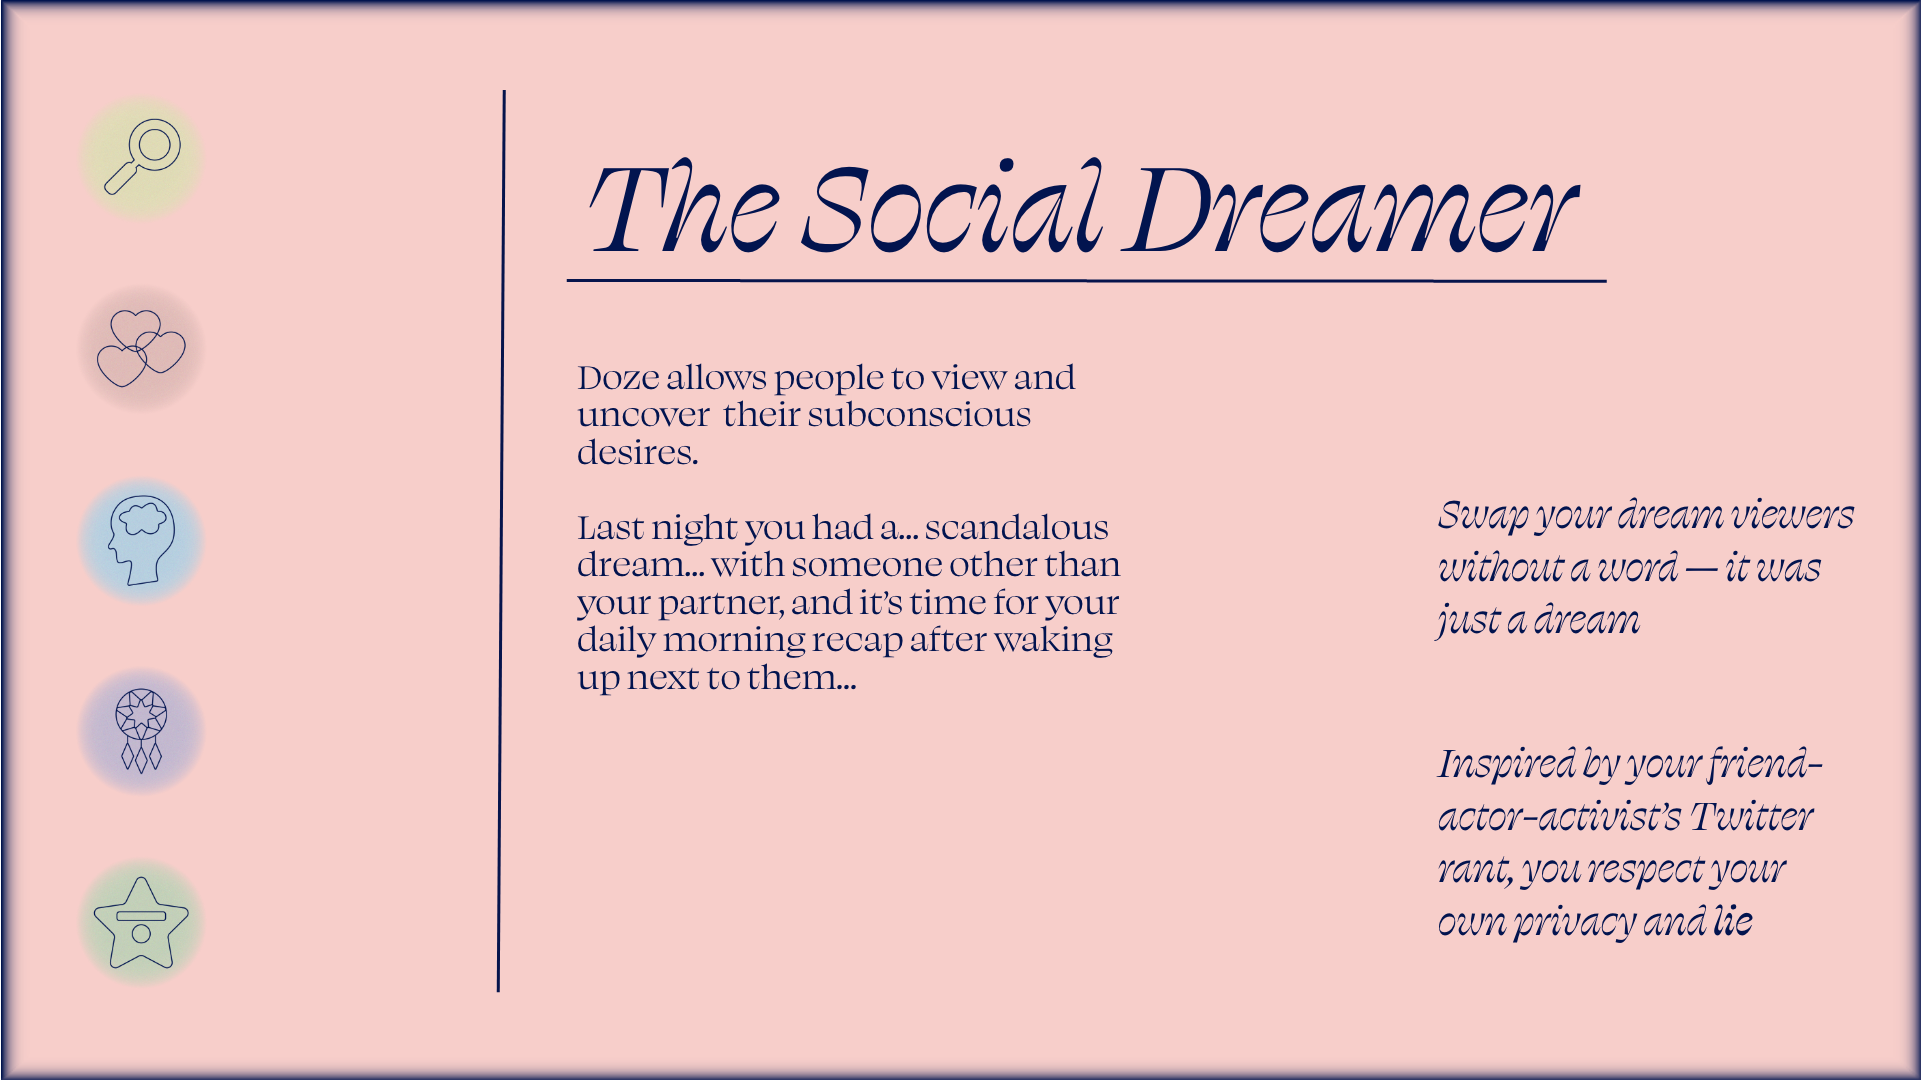 The Social Dreamer
Doze allows people to view and
uncover  their subconscious
desires.
Last night you had a... scandalous
dream... with someone other than
your partner, and it’s time for your
daily morning recap after waking
up next to them...
Swap your dream viewers
without a word — it was
just a dream
Inspired by your friend-
actor-activist’s Twitter
rant, you respect your
own privacy and lie